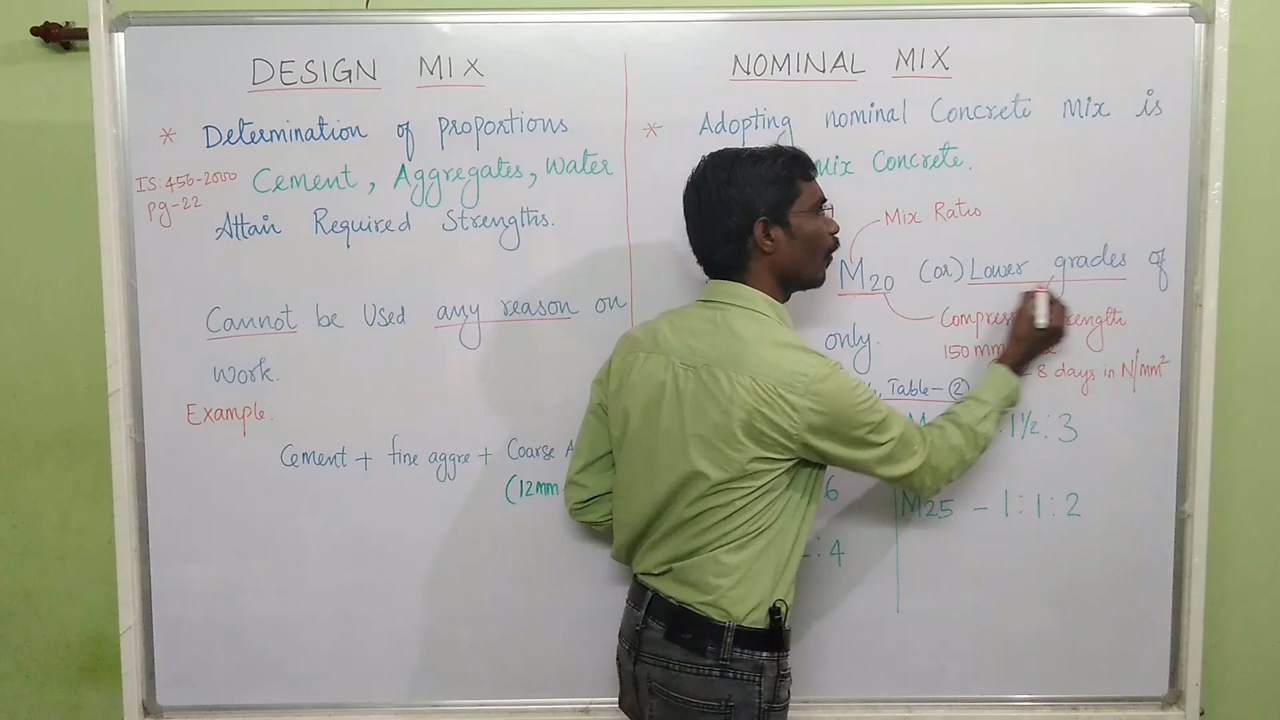 DESIGN MIX
* Determination of proportions
IS:456-2000
pg-22
Cement, Aggregates, Water
Attain Required Strengths.
Cannot be Used any reason on
Work.
Example.
Cement + fine aggre + Coarse A
(12mm
NOMINAL MIX
* Adopting nominal Concrete Mix is
Mix Concrete.
Mix Ratio
M20 (or) Lower grades of
Compres
150 mm
8 days in N/mm²
only.
, Table-(2)
1½ : 3
6
M25 - 1 : 1 : 2
: 4